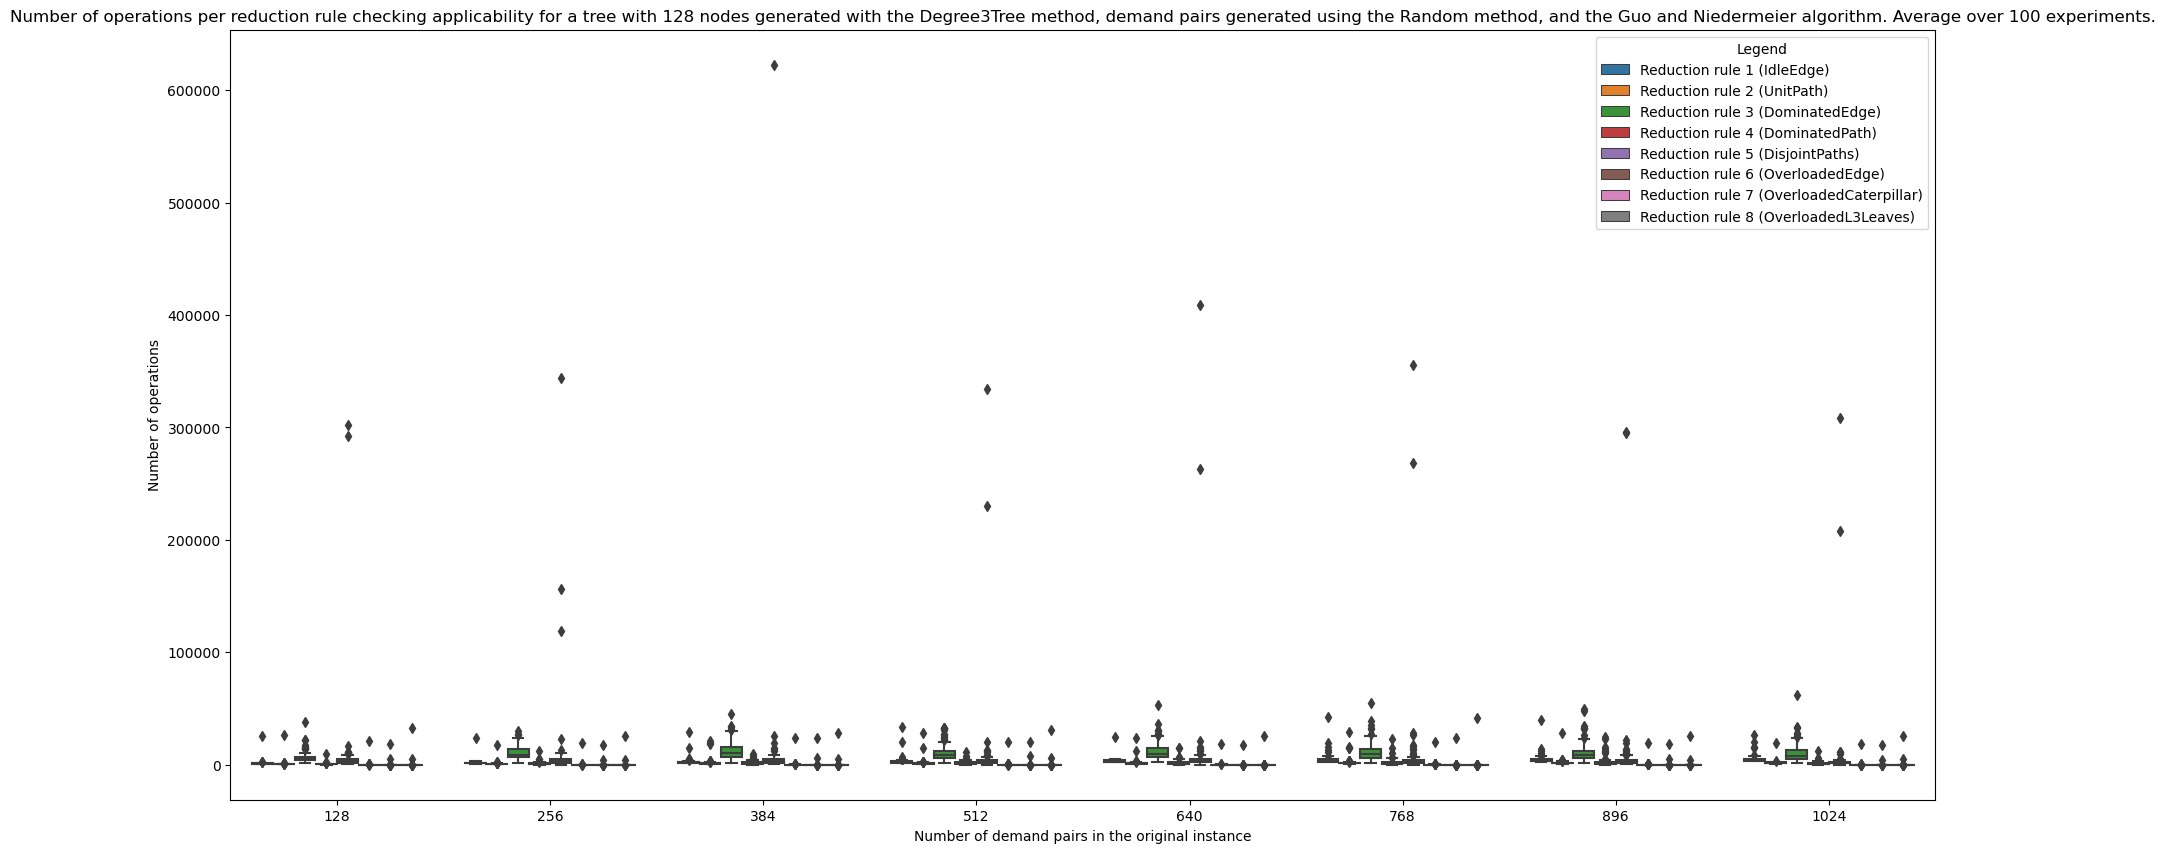 Number of operations per reduction rule checking applicability for a tree with 128 nodes generated with the Degree3Tree method, demand pairs generated using the Random method, and the Guo and Niedermeier algorithm. Average over 100 experiments.
Legend
Reduction rule 1 (IdleEdge)
Reduction rule 2 (UnitPath)
Reduction rule 3 (DominatedEdge)
Reduction rule 4 (DominatedPath)
Reduction rule 5 (DisjointPaths)
Reduction rule 6 (OverloadedEdge)
Reduction rule 7 (OverloadedCaterpillar)
Reduction rule 8 (OverloadedL3Leaves)
Number of operations
600000
500000
400000
300000
200000
100000
0
128
256
384
512
640
768
896
1024
Number of demand pairs in the original instance